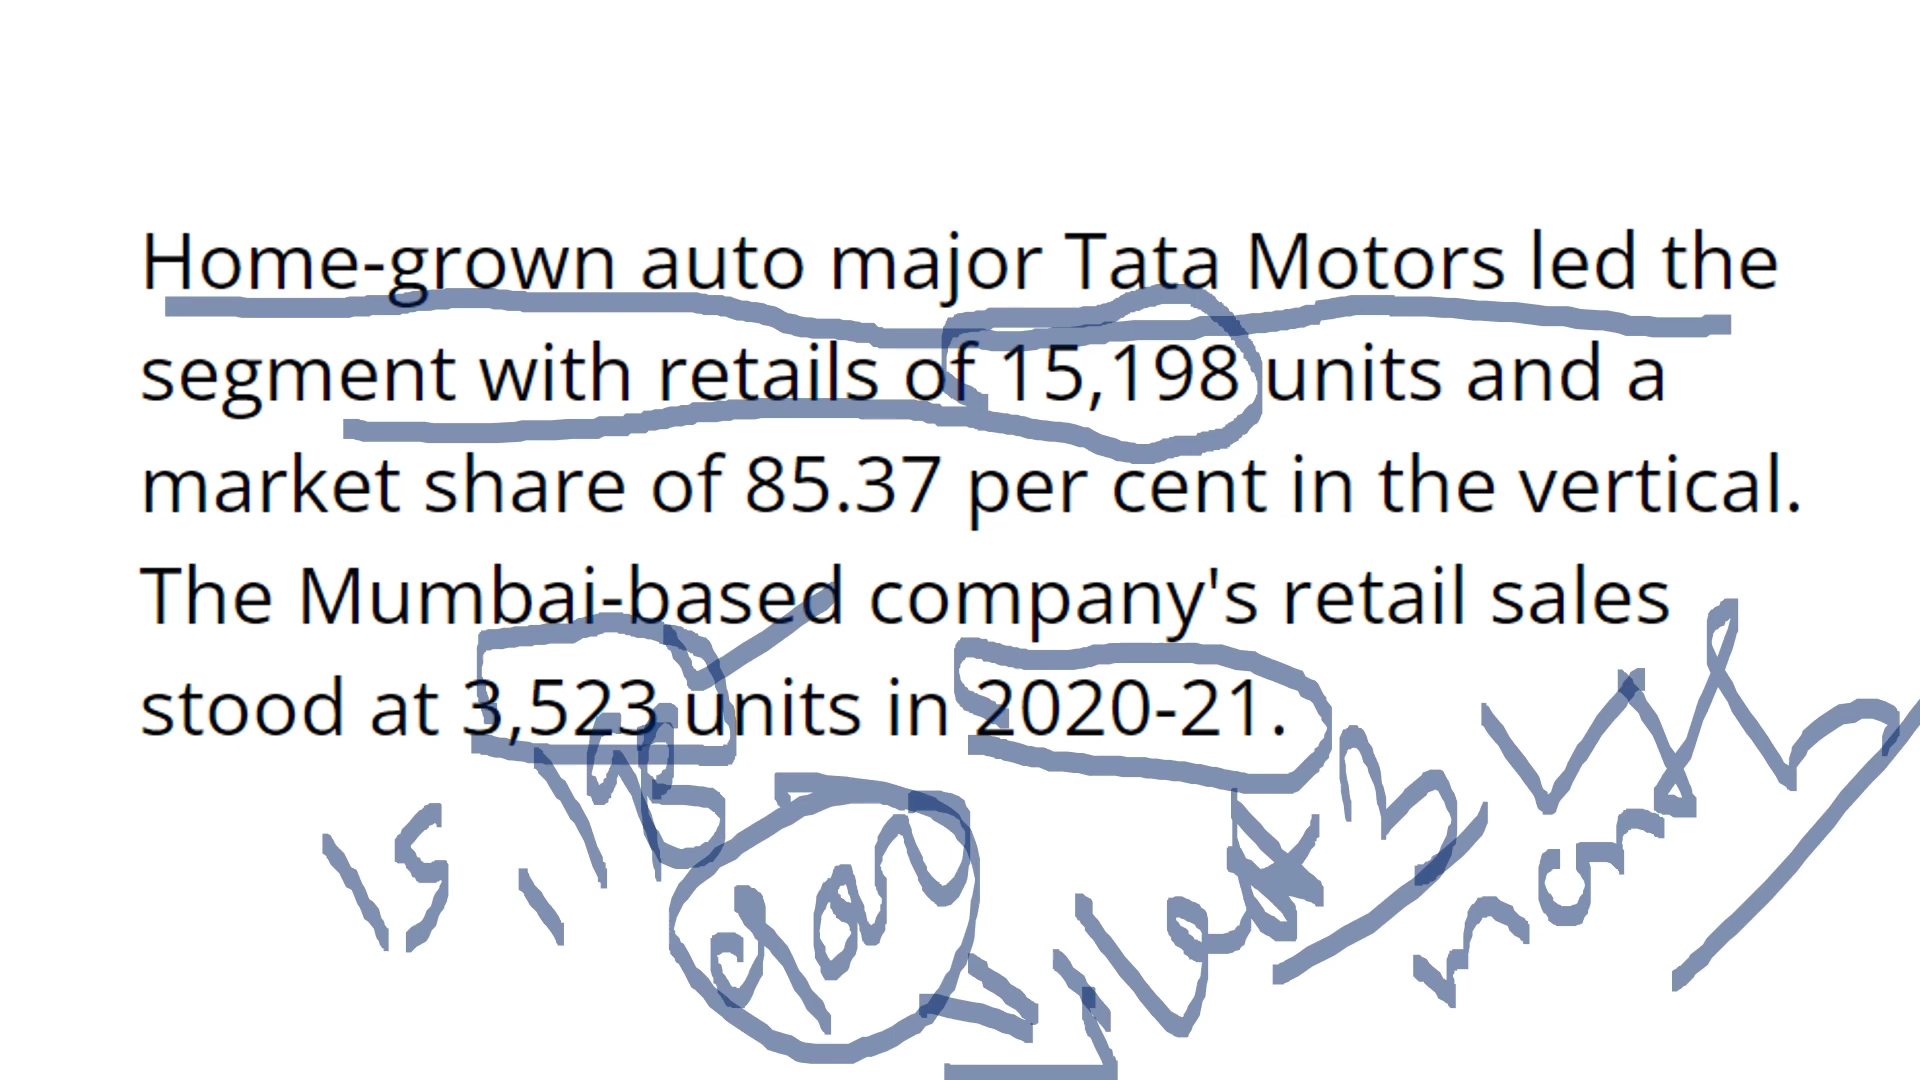 Home-grown auto major Tata Motors led the
segment with retails of 15,198 units and a
market share of 85.37 per cent in the vertical.
The Mumbai-based company's retail sales
stood at 3,523 units in 2020-21.
15,198